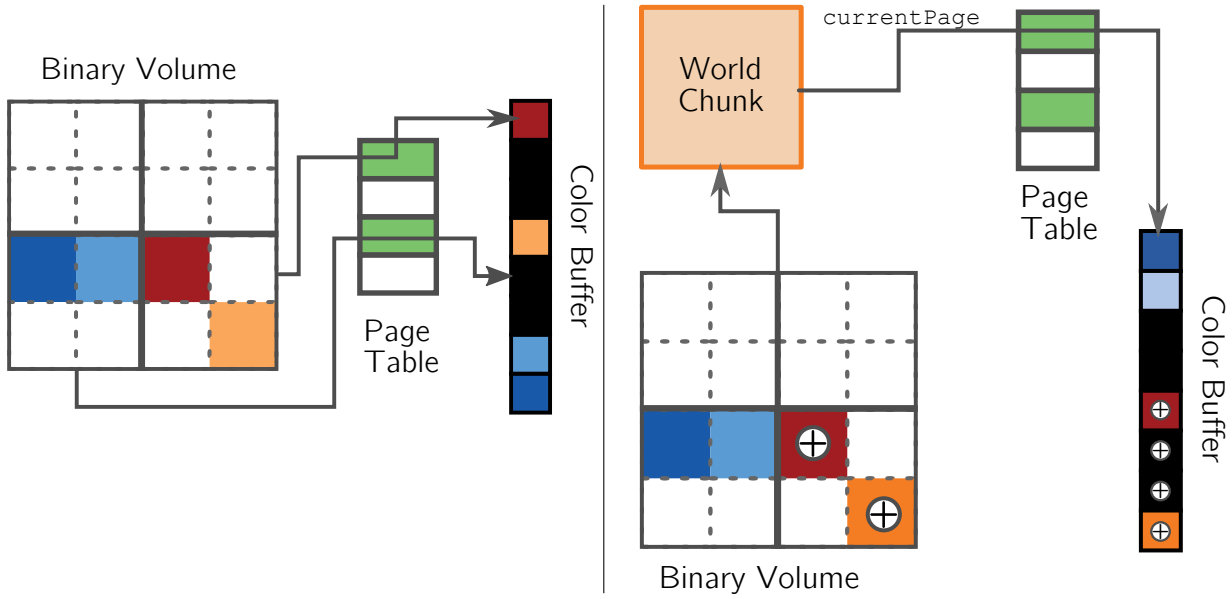 Binary Volume
Page
Table
Color Buffer
World
Chunk
currentPage
Page
Table
Color Buffer
Binary Volume